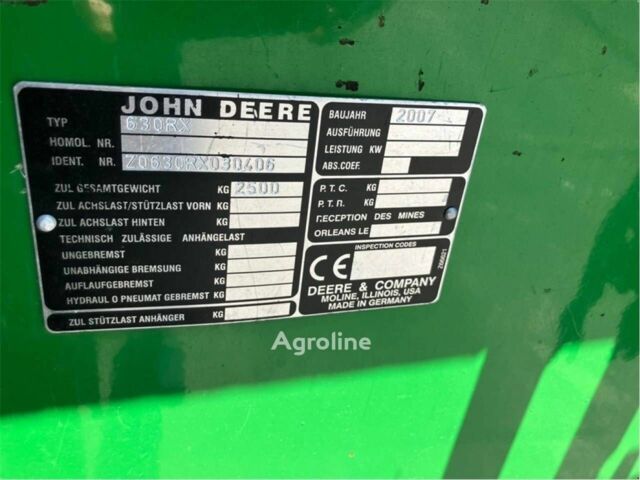 JOHN DEERE
TYP 630RX
HOMOL. NR.
IDENT. NR. Z0630RX030406
ZUL GESAMTGEWICHT KG 2500
ZUL ACHSLAST/STÜTZLAST VORN KG
ZUL ACHSLAST HINTEN KG
TECHNISCH ZULÄSSIGE ANHÄNGELAST
UNGEBREMST KG
UNABHÄNGIGE BREMSUNG KG
AUFLAUFGEBREMST KG
HYDRAUL O PNEUMAT GEBREMST KG
ZUL STÜTZLAST ANHÄNGER KG
BAUJAHR 2007
AUSFÜHRUNG
LEISTUNG KW
ABS.COEF.
P. T. C. KG
P. T. R. KG
RECEPTION DES MINES
ORLEANS LE
INSPECTION CODES
CE
DEERE & COMPANY
MOLINE, ILLINOIS, USA
MADE IN GERMANY
Z66621
Agroline